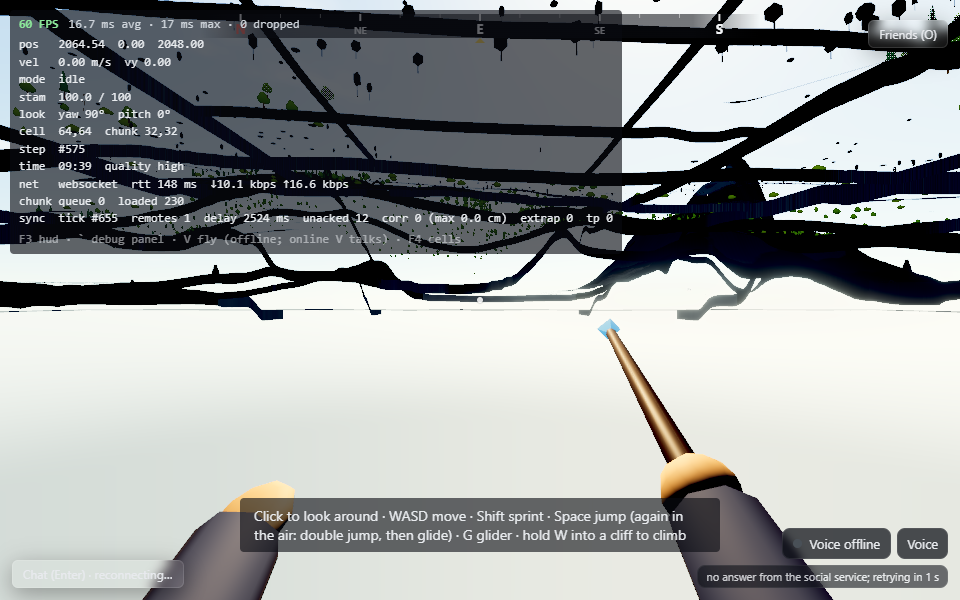 60 FPS 16.7 ms avg · 17 ms max · 0 dropped
NE E SE S
Friends (O)
pos 2064.54 0.00 2048.00
vel 0.00 m/s vy 0.00
mode idle
stam 100.0 / 100
look yaw 90° pitch 0°
cell 64,64 chunk 32,32
step #575
time 09:39 quality high
net websocket rtt 148 ms ↓10.1 kbps ↑16.6 kbps
chunk queue 0 loaded 230
sync tick #655 remotes 1 delay 2524 ms unacked 12 corr 0 (max 0.0 cm) extrap 0 tp 0
F3 hud · ` debug panel · V fly (offline; online V talks) · F4 cells
Click to look around · WASD move · Shift sprint · Space jump (again in
the air: double jump, then glide) · G glider · hold W into a cliff to climb
Voice offline
Voice
Chat (Enter) · reconnecting...
no answer from the social service; retrying in 1 s